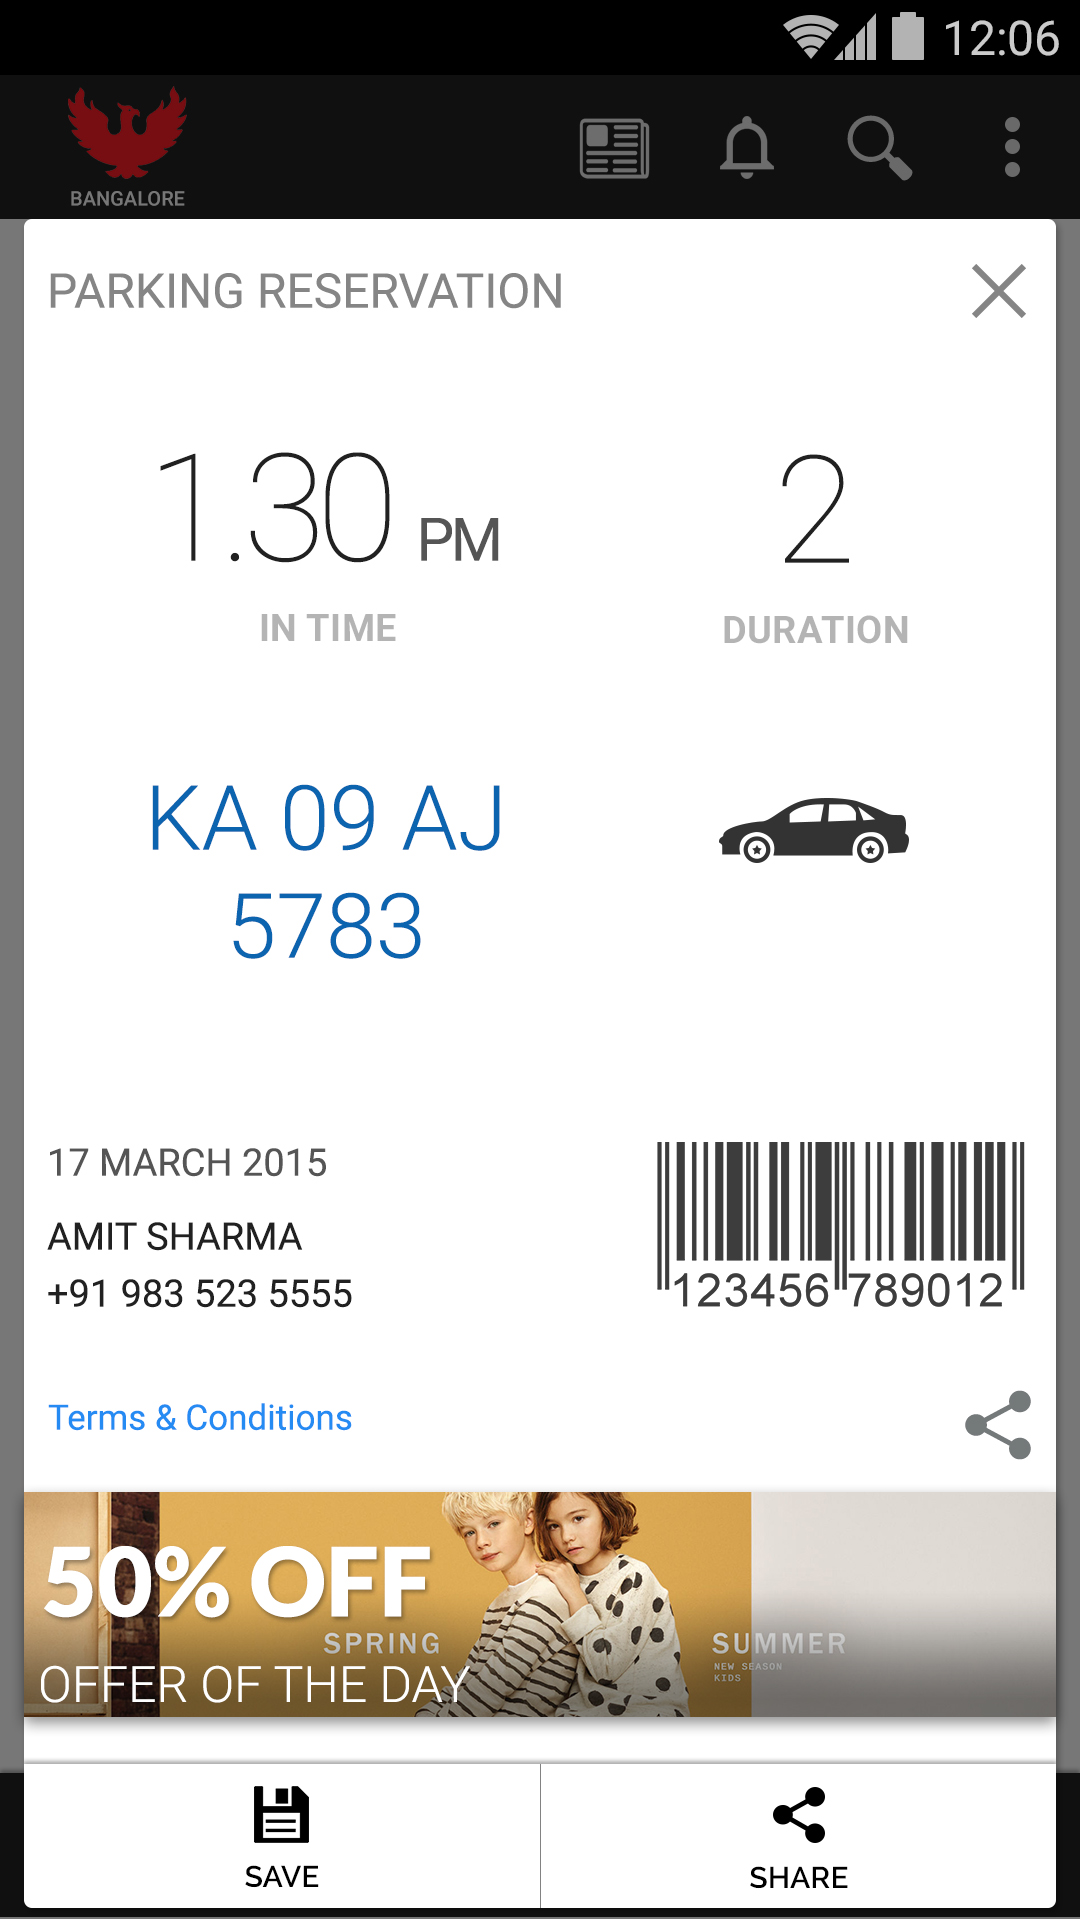 12:06
BANGALORE
PARKING RESERVATION
1.30 PM
2
IN TIME
DURATION
KA 09 AJ
5783
17 MARCH 2015
AMIT SHARMA
+91 983 523 5555
123456 789012
Terms & Conditions
50% OFF
SPRING
SUMMER
NEW SEASON
KIDS
OFFER OF THE DAY
SAVE
SHARE